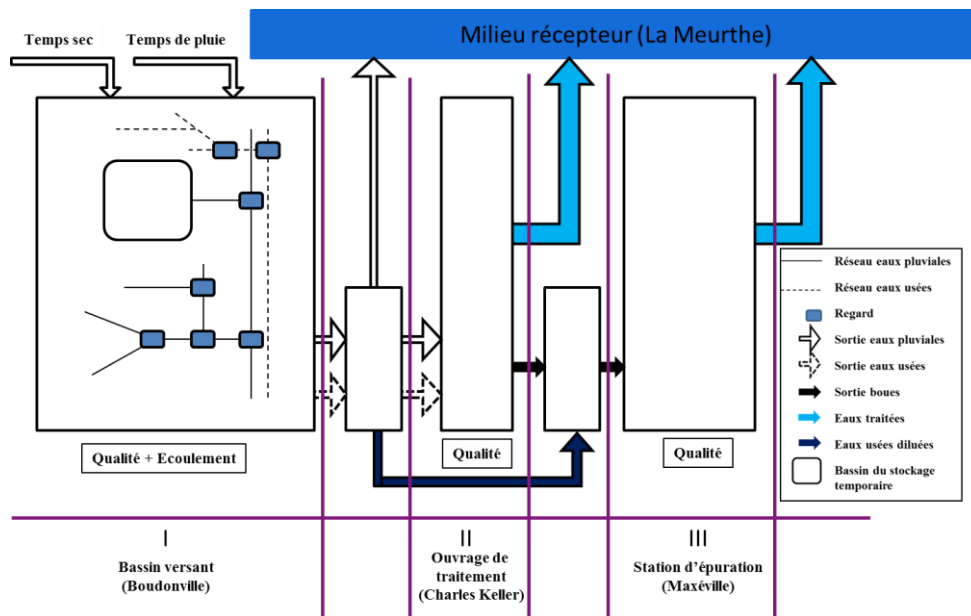 Temps sec
Temps de pluie
Milieu récepteur (La Meurthe)
Réseau eaux pluviales
Réseau eaux usées
Regard
Sortie eaux pluviales
Sortie eaux usées
Sortie boues
Eaux traitées
Eaux usées diluées
Bassin du stockage
temporaire
Qualité + Ecoulement
Qualité
Qualité
I
Bassin versant
(Boudonville)
II
Ouvrage de
traitement
(Charles Keller)
III
Station d'épuration
(Maxéville)